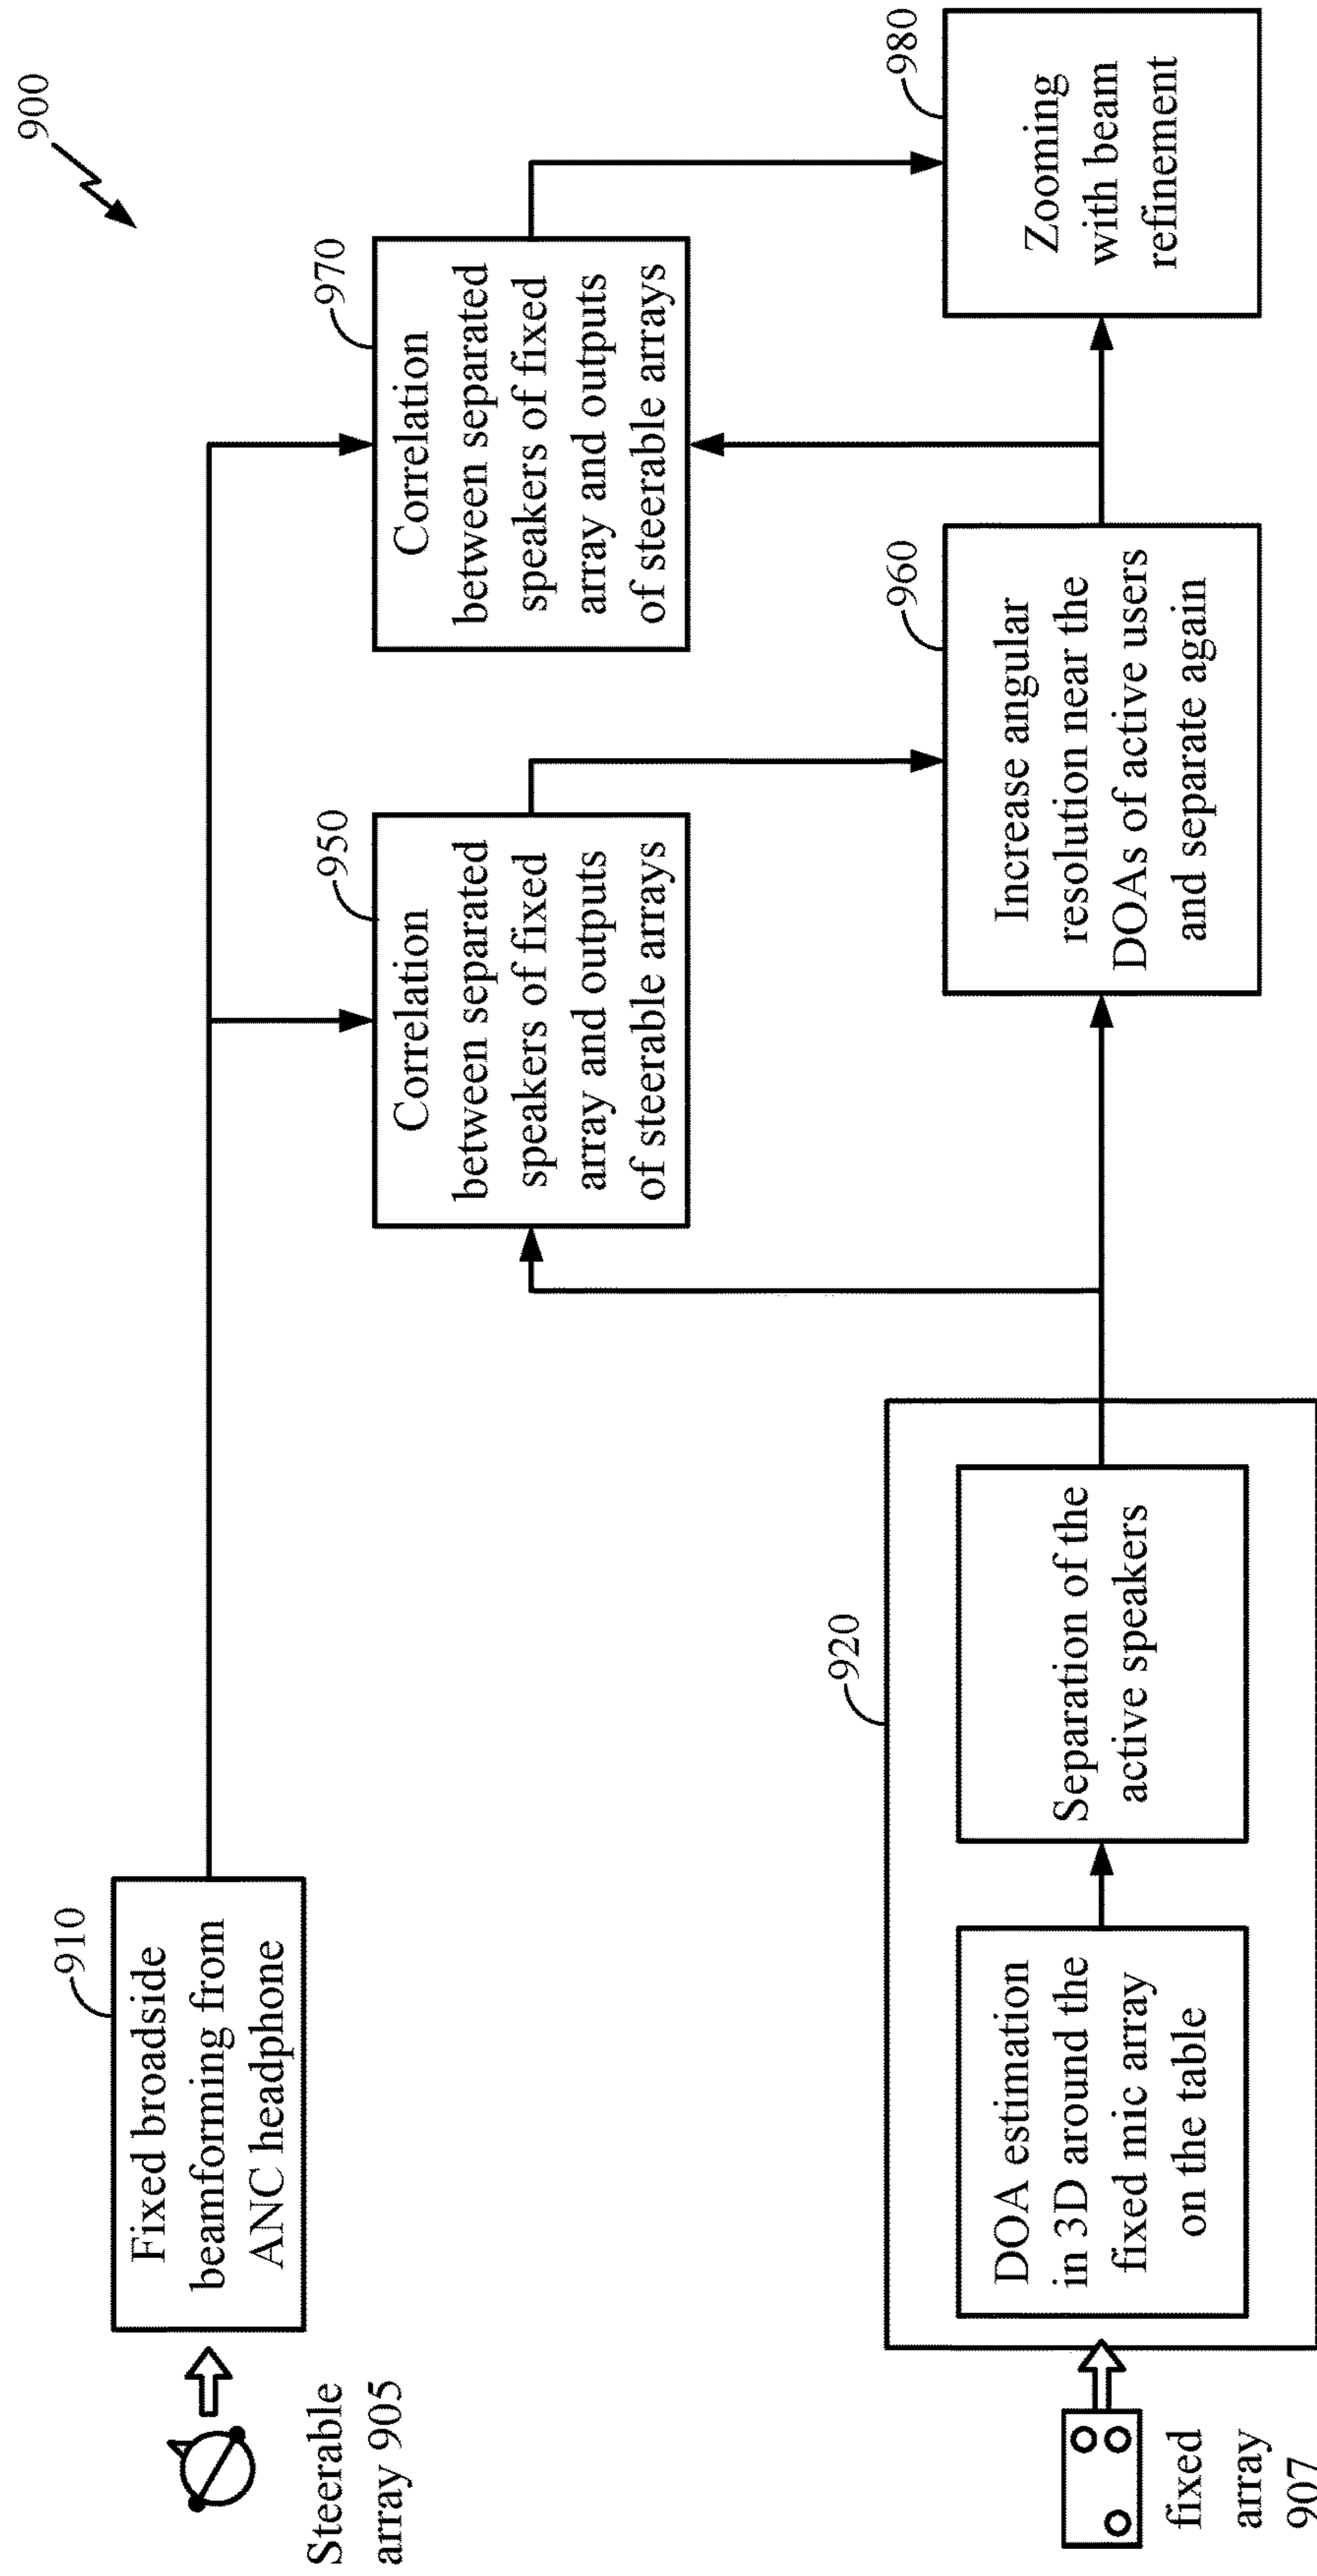 900
910
Fixed broadside
beamforming from
ANC headphone
Steerable
array 905
950
Correlation
between separated
speakers of fixed
array and outputs
of steerable arrays
970
Correlation
between separated
speakers of fixed
array and outputs
of steerable arrays
920
DOA estimation
in 3D around the
fixed mic array
on the table
Separation of the
active speakers
960
Increase angular
resolution near the
DOAs of active users
and separate again
980
Zooming
with beam
refinement
fixed
array
907